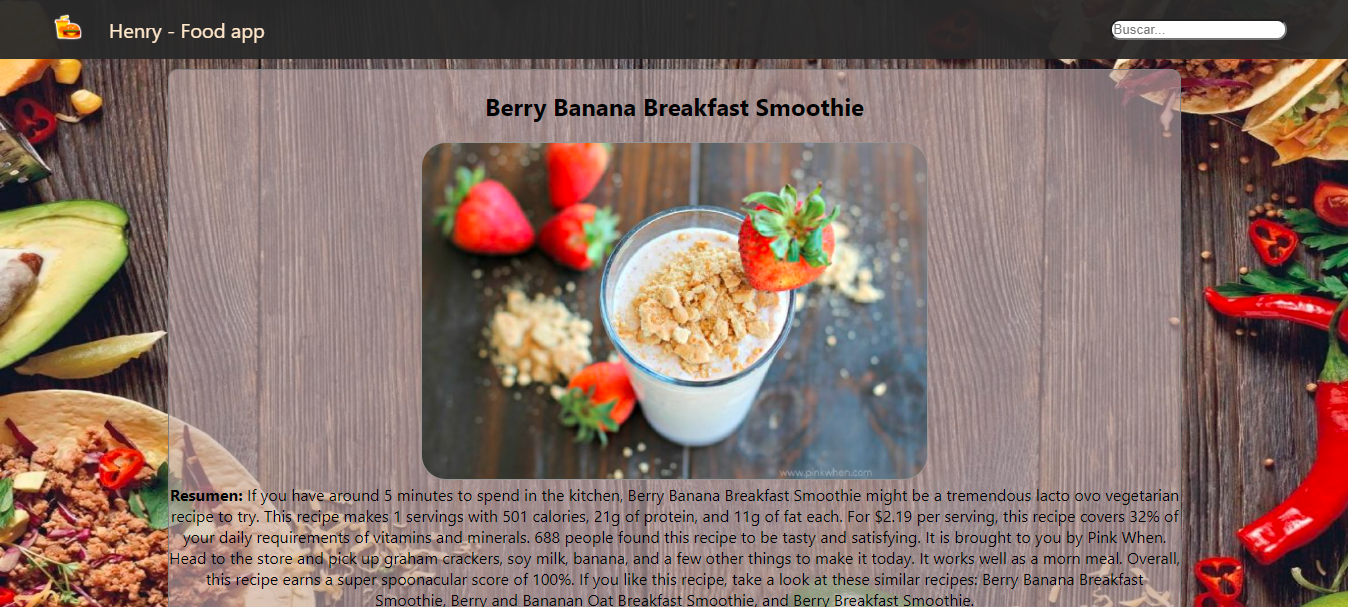 Henry - Food app
Buscar...
Berry Banana Breakfast Smoothie
www.pinkwhen.com
Resumen: If you have around 5 minutes to spend in the kitchen, Berry Banana Breakfast Smoothie might be a tremendous lacto ovo vegetarian
recipe to try. This recipe makes 1 servings with 501 calories, 21g of protein, and 11g of fat each. For $2.19 per serving, this recipe covers 32% of
your daily requirements of vitamins and minerals. 688 people found this recipe to be tasty and satisfying. It is brought to you by Pink When.
Head to the store and pick up graham crackers, soy milk, banana, and a few other things to make it today. It works well as a morn meal. Overall,
this recipe earns a super spoonacular score of 100%. If you like this recipe, take a look at these similar recipes: Berry Banana Breakfast
Smoothie, Berry and Bananan Oat Breakfast Smoothie, and Berry Breakfast Smoothie.